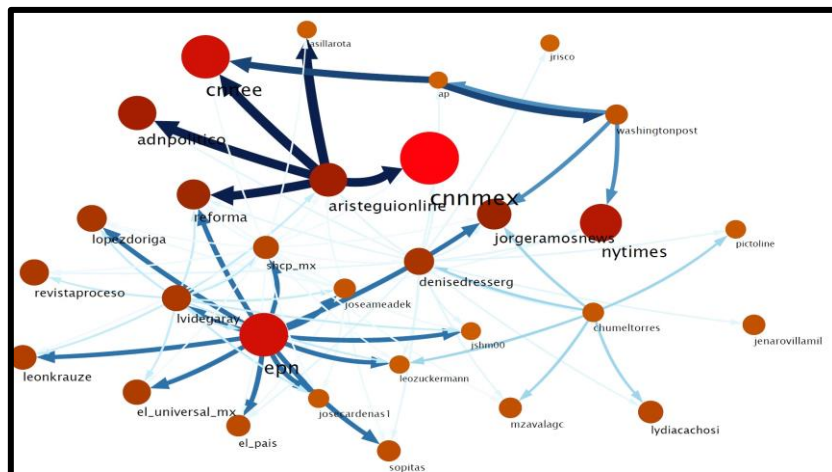 lasillarota
jrisco
cnnee
ap
washingtonpost
adnpolitico
cnnmex
aristeguionline
reforma
jorgeramosnews
nytimes
pictoline
lopezdoriga
shcp_mx
denisedresserg
revistaproceso
joseameadek
lvidegaray
chumeltorres
jshm00
jenarovillamil
epn
leonkrauze
leozuckermann
el_universal_mx
josecardenas1
mzavalagc
lydiacachosi
el_pais
sopitas